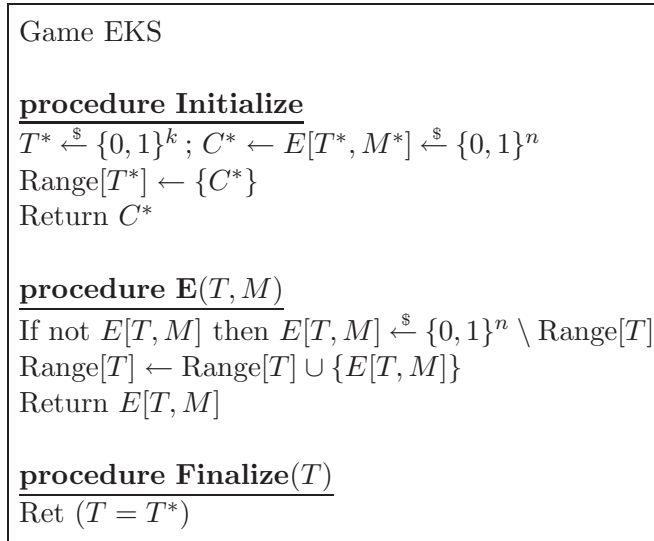 Game EKS
procedure Initialize
T* ←$ {0, 1}^k ; C* ← E[T*, M*] ←$ {0, 1}^n
Range[T*] ← {C*}
Return C*
procedure E(T, M)
If not E[T, M] then E[T, M] ←$ {0, 1}^n \ Range[T]
Range[T] ← Range[T] ∪ {E[T, M]}
Return E[T, M]
procedure Finalize(T)
Ret (T = T*)